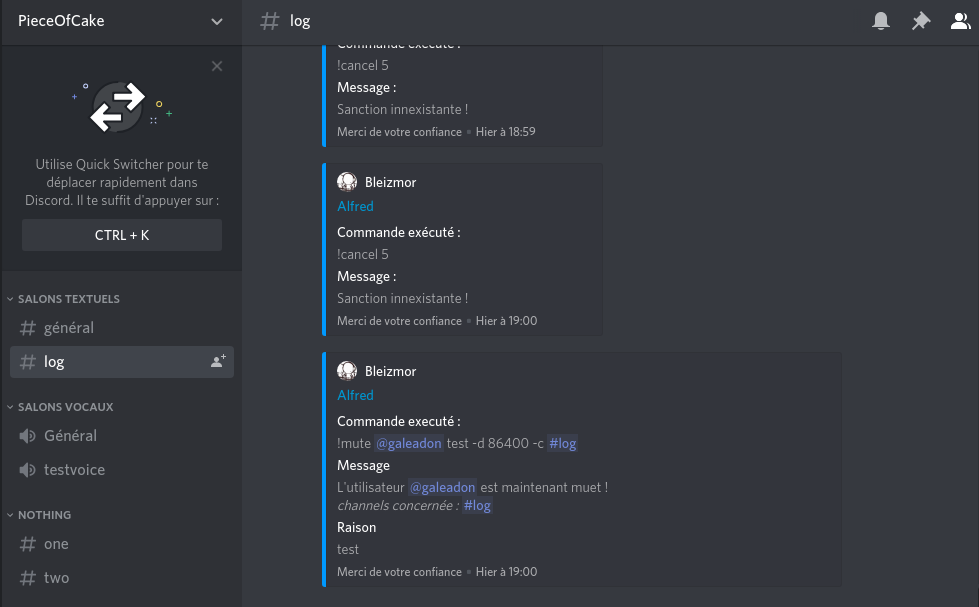 PieceOfCake
Utilise Quick Switcher pour te
déplacer rapidement dans
Discord. Il te suffit d'appuyer sur :
CTRL + K
SALONS TEXTUELS
général
log
SALONS VOCAUX
Général
testvoice
NOTHING
one
two
# log
Commande executé :
!cancel 5
Message :
Sanction innexistante !
Merci de votre confiance • Hier à 18:59
Bleizmor
Alfred
Commande exécuté :
!cancel 5
Message :
Sanction innexistante !
Merci de votre confiance • Hier à 19:00
Bleizmor
Alfred
Commande executé :
!mute @galeadon test -d 86400 -c #log
Message
L'utilisateur @galeadon est maintenant muet !
channels concernée : #log
Raison
test
Merci de votre confiance • Hier à 19:00